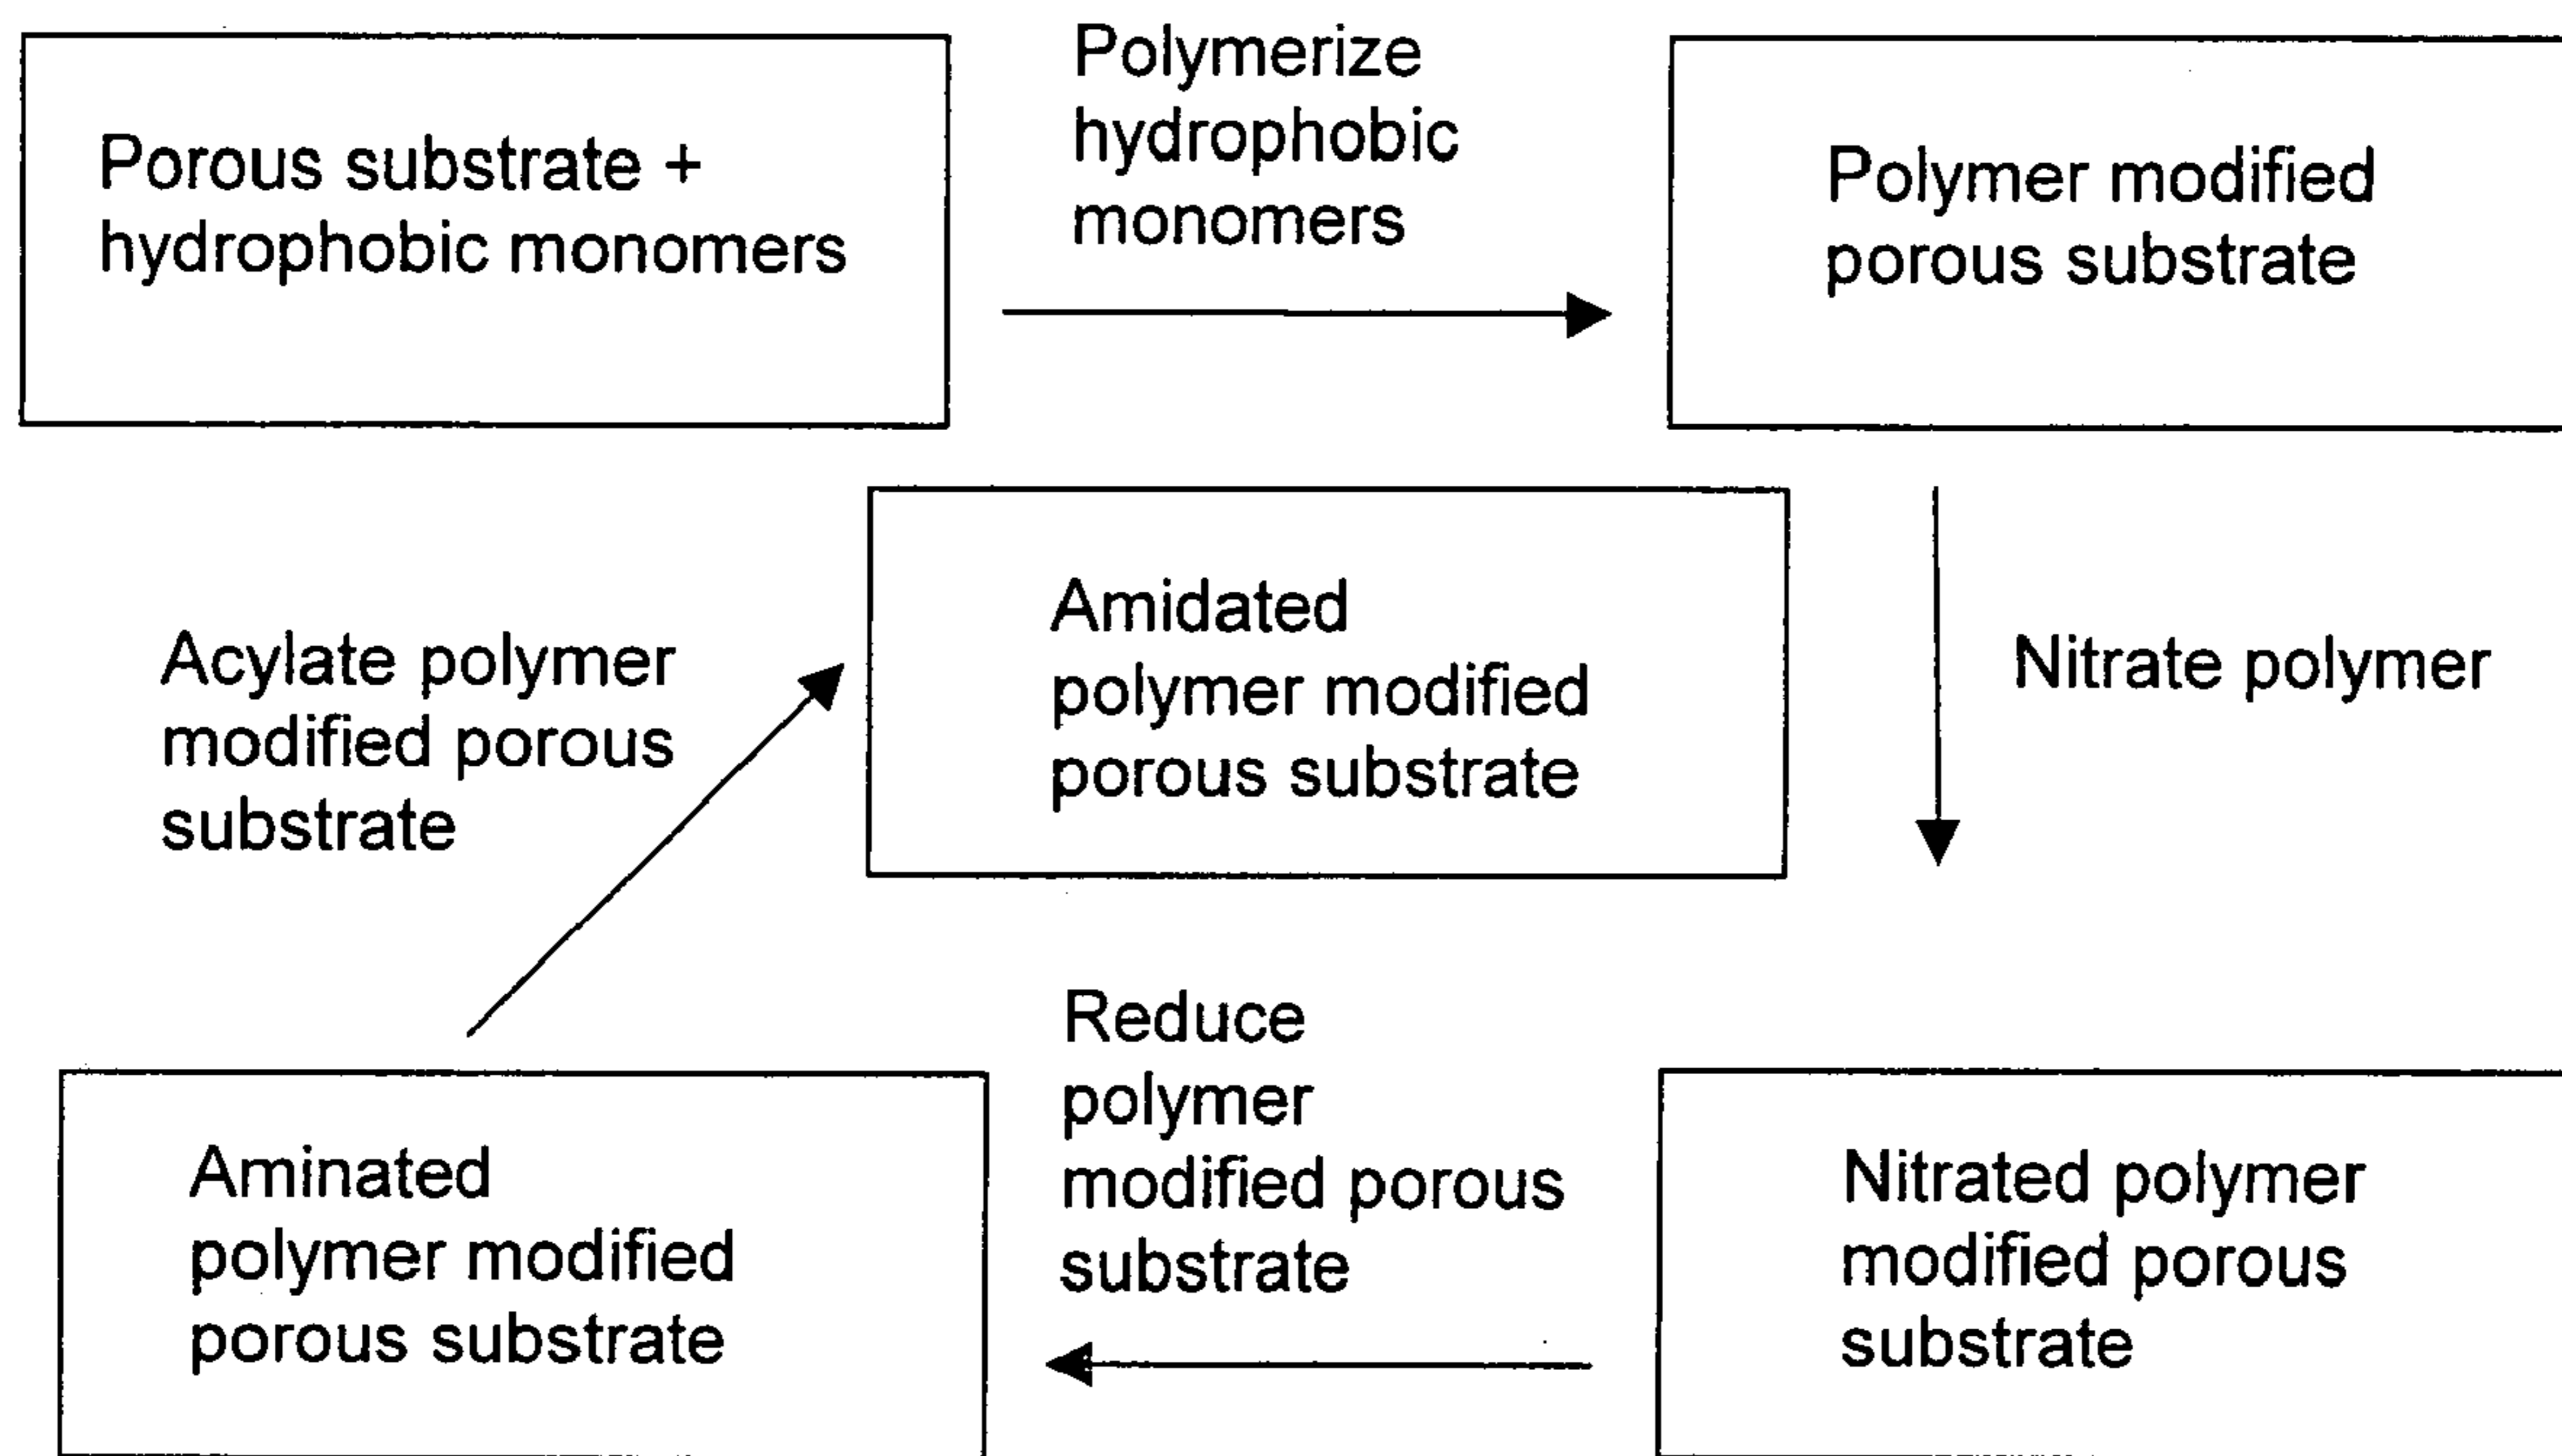 Porous substrate +
hydrophobic monomers
Polymerize
hydrophobic
monomers
Polymer modified
porous substrate
Nitrate polymer
Nitrated polymer
modified porous
substrate
Reduce
polymer
modified porous
substrate
Aminated
polymer modified
porous substrate
Acylate polymer
modified porous
substrate
Amidated
polymer modified
porous substrate